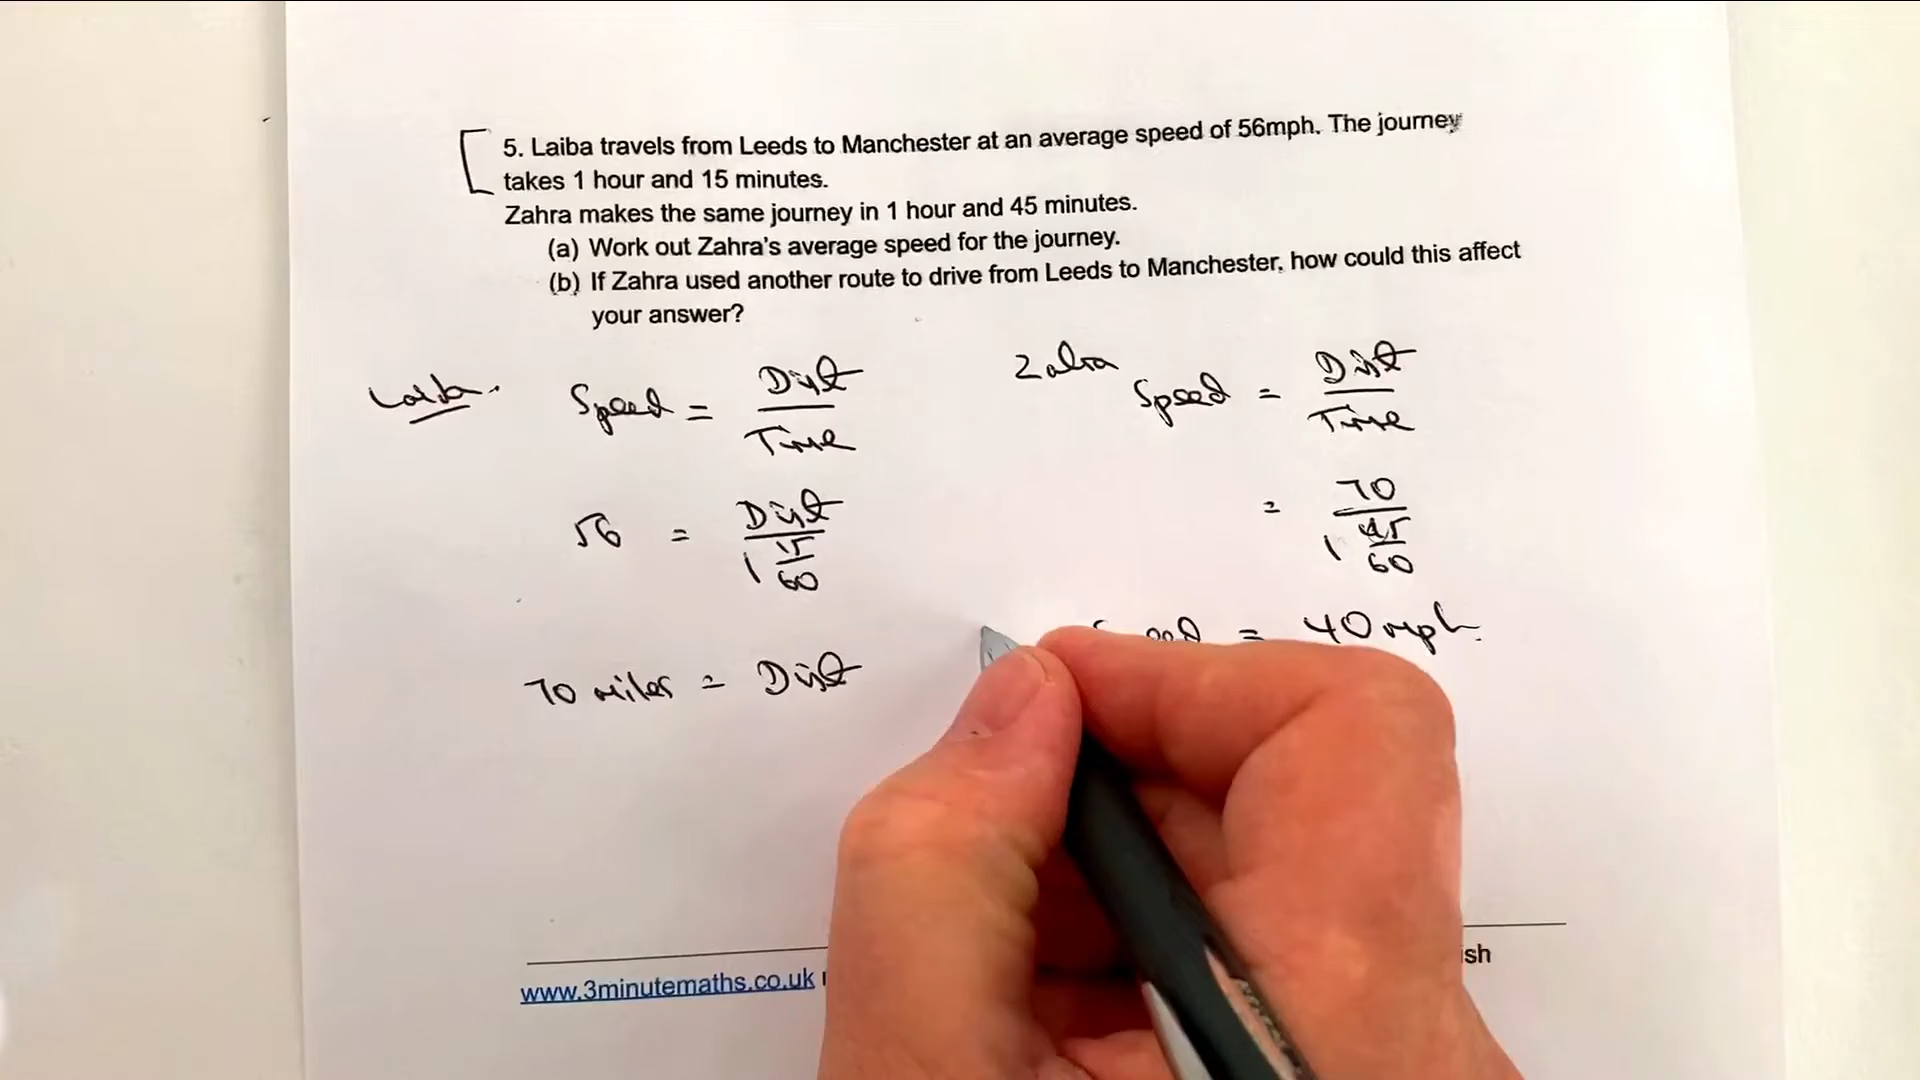 5. Laiba travels from Leeds to Manchester at an average speed of 56mph. The journey
takes 1 hour and 15 minutes.
Zahra makes the same journey in 1 hour and 45 minutes.
(a) Work out Zahra's average speed for the journey.
(b) If Zahra used another route to drive from Leeds to Manchester, how could this affect
your answer?
Laiba.
Speed = Dist
Time
56 = Dist
1 15
60
70 miles = Dist
Zahra
Speed = Dist
Time
= 70
1 45
60
= 40 mph.
www.3minutemaths.co.uk